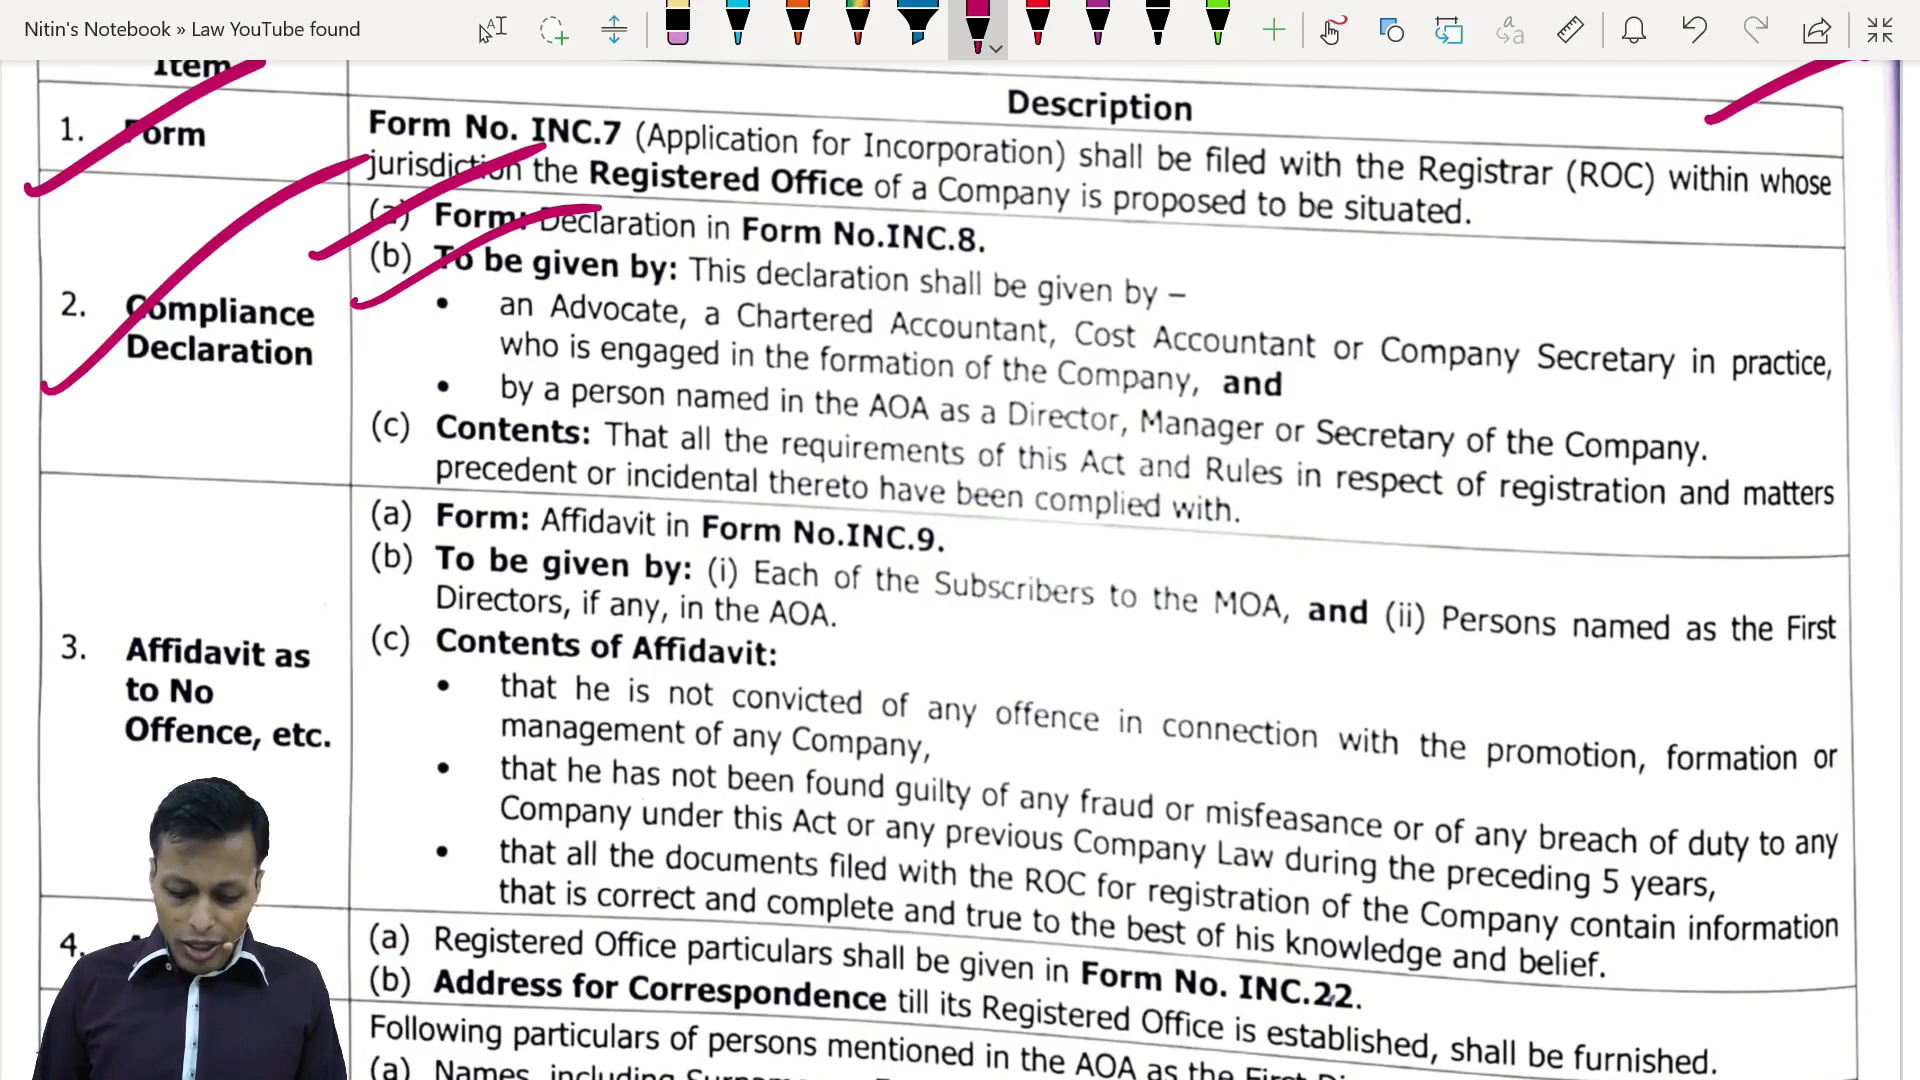 Nitin's Notebook » Law YouTube found
Item
Description
1. Form
Form No. INC.7 (Application for Incorporation) shall be filed with the Registrar (ROC) within whose
jurisdiction the Registered Office of a Company is proposed to be situated.
2. Compliance
Declaration
(a) Form: Declaration in Form No.INC.8.
(b) To be given by: This declaration shall be given by –
• an Advocate, a Chartered Accountant, Cost Accountant or Company Secretary in practice,
who is engaged in the formation of the Company, and
• by a person named in the AOA as a Director, Manager or Secretary of the Company.
(c) Contents: That all the requirements of this Act and Rules in respect of registration and matters
precedent or incidental thereto have been complied with.
3. Affidavit as
to No
Offence, etc.
(a) Form: Affidavit in Form No.INC.9.
(b) To be given by: (i) Each of the Subscribers to the MOA, and (ii) Persons named as the First
Directors, if any, in the AOA.
(c) Contents of Affidavit:
• that he is not convicted of any offence in connection with the promotion, formation or
management of any Company,
• that he has not been found guilty of any fraud or misfeasance or of any breach of duty to any
Company under this Act or any previous Company Law during the preceding 5 years,
• that all the documents filed with the ROC for registration of the Company contain information
that is correct and complete and true to the best of his knowledge and belief.
4.
(a) Registered Office particulars shall be given in Form No. INC.22.
(b) Address for Correspondence till its Registered Office is established, shall be furnished.
Following particulars of persons mentioned in the AOA as the First
(a) Names, including